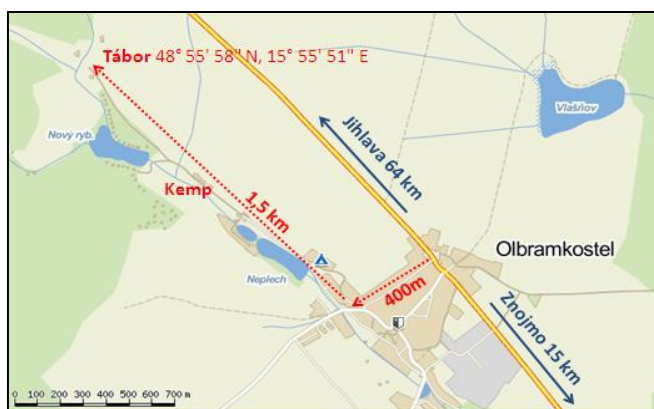 Tábor 48° 55' 58" N, 15° 55' 51" E
Vlašňov
Jihlava 64 km
Nový ryb.
Kemp
1,5 km
Olbramkostel
Neplech
400m
Znojmo 15 km
0 100 200 300 400 500 600 700 m